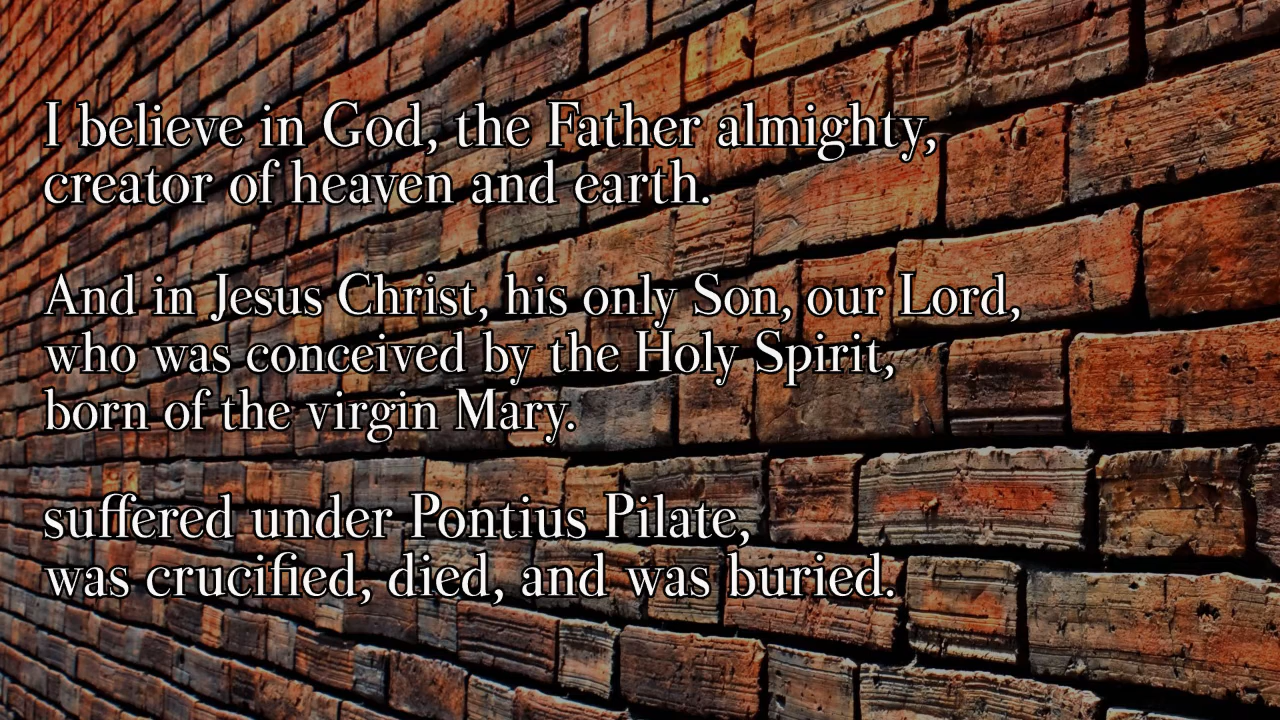 I believe in God, the Father almighty,
creator of heaven and earth.
And in Jesus Christ, his only Son, our Lord,
who was conceived by the Holy Spirit,
born of the virgin Mary.
suffered under Pontius Pilate,
was crucified, died, and was buried.